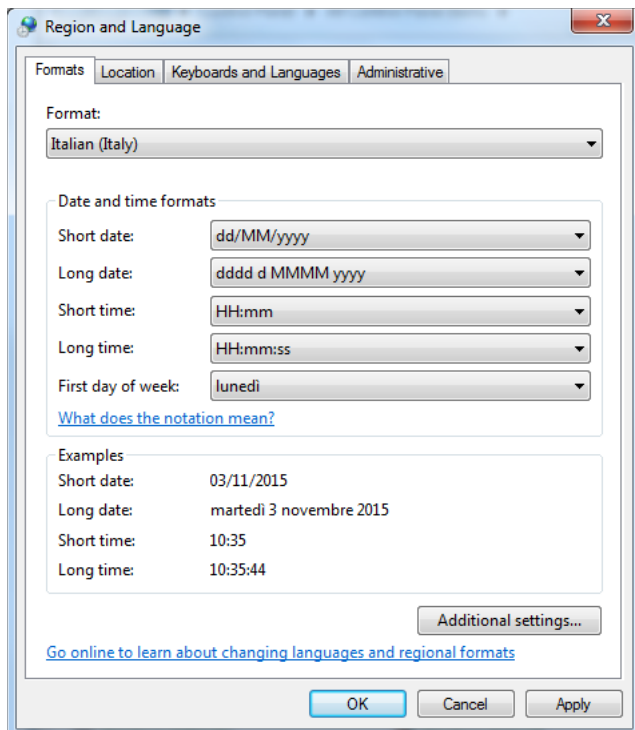 Region and Language
Formats Location Keyboards and Languages Administrative
Format:
Italian (Italy)
Date and time formats
Short date: dd/MM/yyyy
Long date: dddd d MMMM yyyy
Short time: HH:mm
Long time: HH:mm:ss
First day of week: lunedì
What does the notation mean?
Examples
Short date: 03/11/2015
Long date: martedì 3 novembre 2015
Short time: 10:35
Long time: 10:35:44
Additional settings...
Go online to learn about changing languages and regional formats
OK Cancel Apply